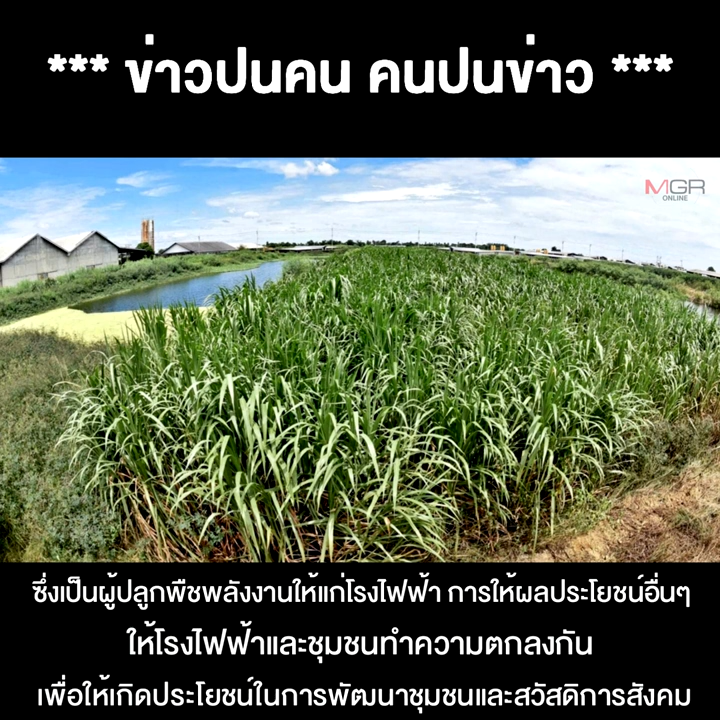 *** ข่าวปนคน คนปนข่าว ***
MGR
ONLINE
ซึ่งเป็นผู้ปลูกพืชพลังงานให้แก่โรงไฟฟ้า การให้ผลประโยชน์อื่นๆ
ให้โรงไฟฟ้าและชุมชนทำความตกลงกัน
เพื่อให้เกิดประโยชน์ในการพัฒนาชุมชนและสวัสดิการสังคม